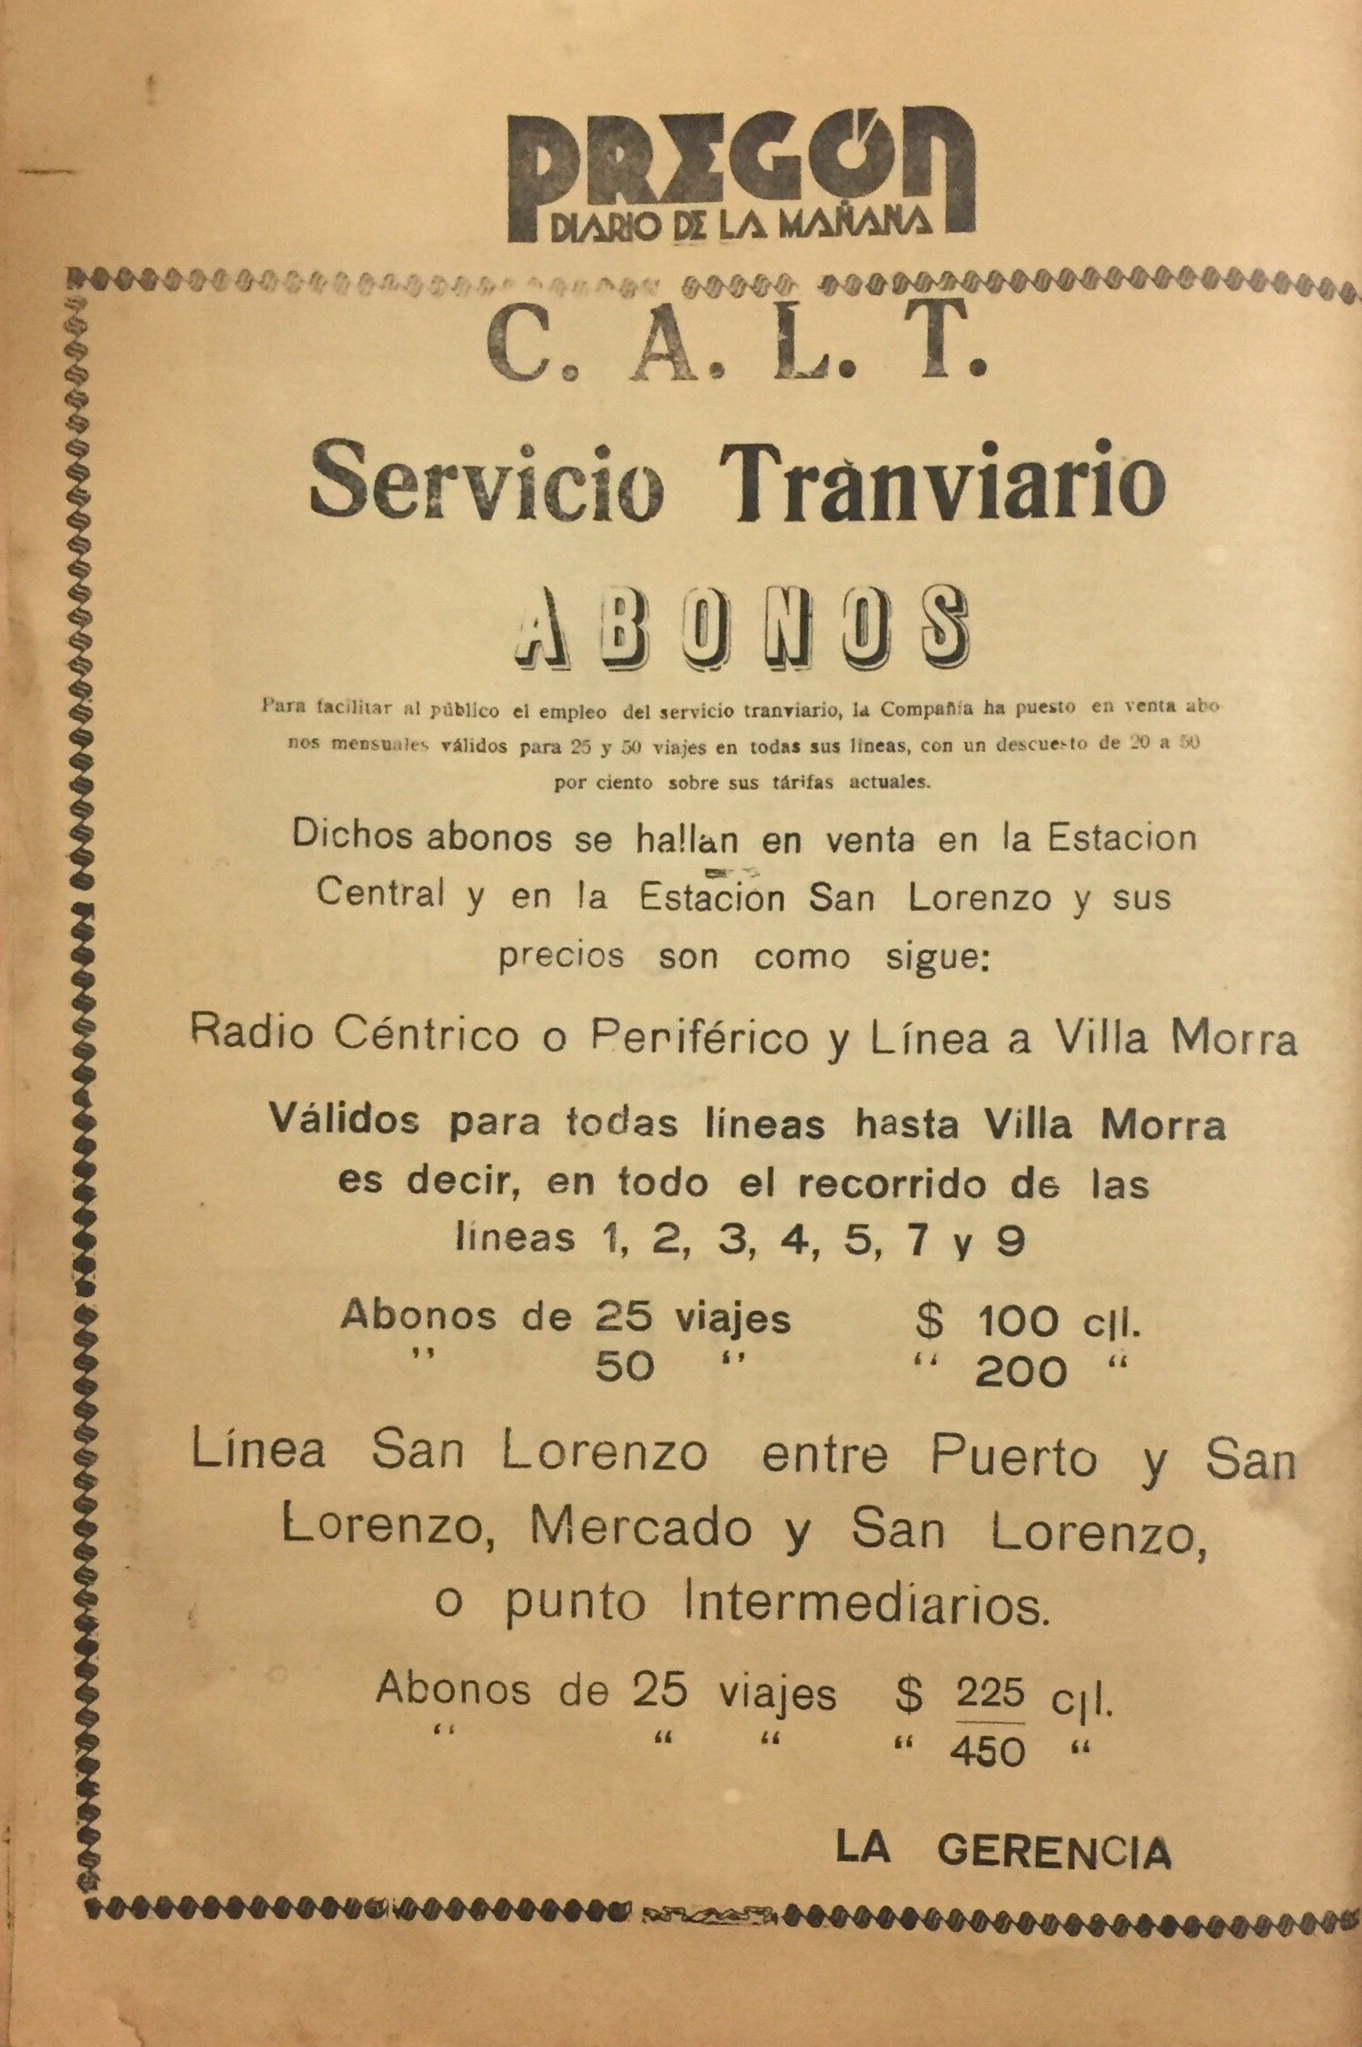 PREGÓN
DIARIO DE LA MAÑANA
C. A. L. T.
Servicio Tranviario
ABONOS
Para facilitar al público el empleo del servicio tranviario, la Compañía ha puesto en venta abo
nos mensuales válidos para 25 y 50 viajes en todas sus líneas, con un descuesto de 20 a 50
por ciento sobre sus tárifas actuales.
Dichos abonos se hallan en venta en la Estacion
Central y en la Estación San Lorenzo y sus
precios son como sigue:
Radio Céntrico o Periférico y Línea a Villa Morra
Válidos para todas líneas hasta Villa Morra
es decir, en todo el recorrido de las
líneas 1, 2, 3, 4, 5, 7 y 9
Abonos de 25 viajes $ 100 c|l.
” 50 “ “ 200 “
Línea San Lorenzo entre Puerto y San
Lorenzo, Mercado y San Lorenzo,
o punto Intermediarios.
Abonos de 25 viajes $ 225 c|l.
“ “ “ “ 450 “
LA GERENCIA